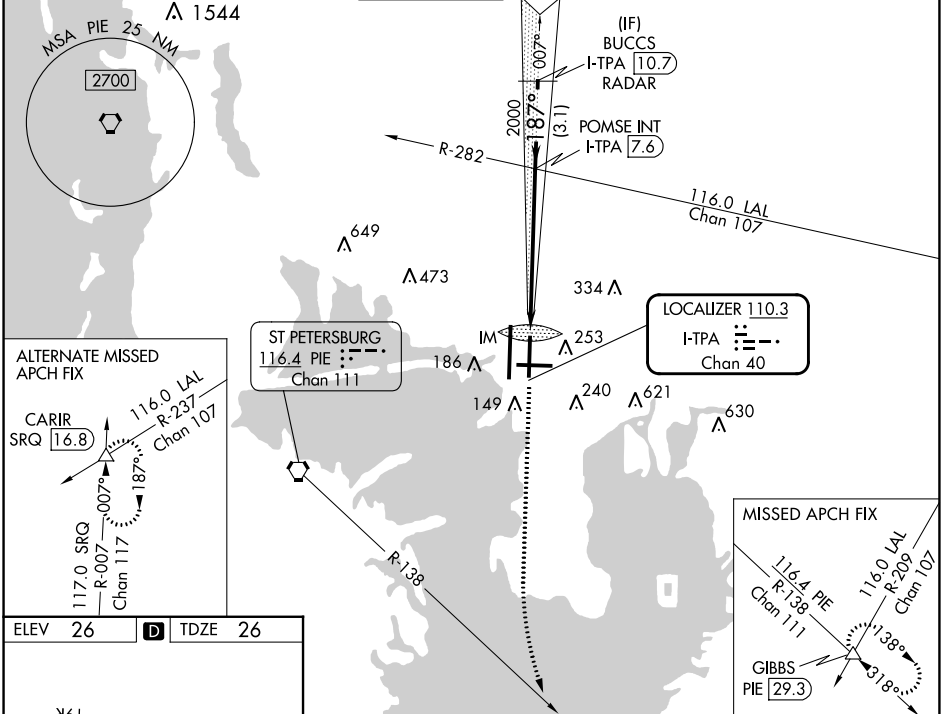 1544
MSA PIE 25 NM
2700
(IF)
BUCCS
I-TPA 10.7
RADAR
007°
2000
187°
(3.1)
POMSE INT
I-TPA 7.6
R-282
116.0 LAL
Chan 107
649
473
334
LOCALIZER 110.3
I-TPA
Chan 40
ST PETERSBURG
116.4 PIE
Chan 111
IM
253
186
149
240
621
630
R-138
ALTERNATE MISSED
APCH FIX
CARIR
SRQ 16.8
116.0 LAL
R-237
Chan 107
007°
187°
117.0 SRQ
R-007
Chan 117
MISSED APCH FIX
116.4 PIE
R-138
Chan 111
116.0 LAL
R-209
Chan 107
138°
318°
GIBBS
PIE 29.3
ELEV 26 D TDZE 26